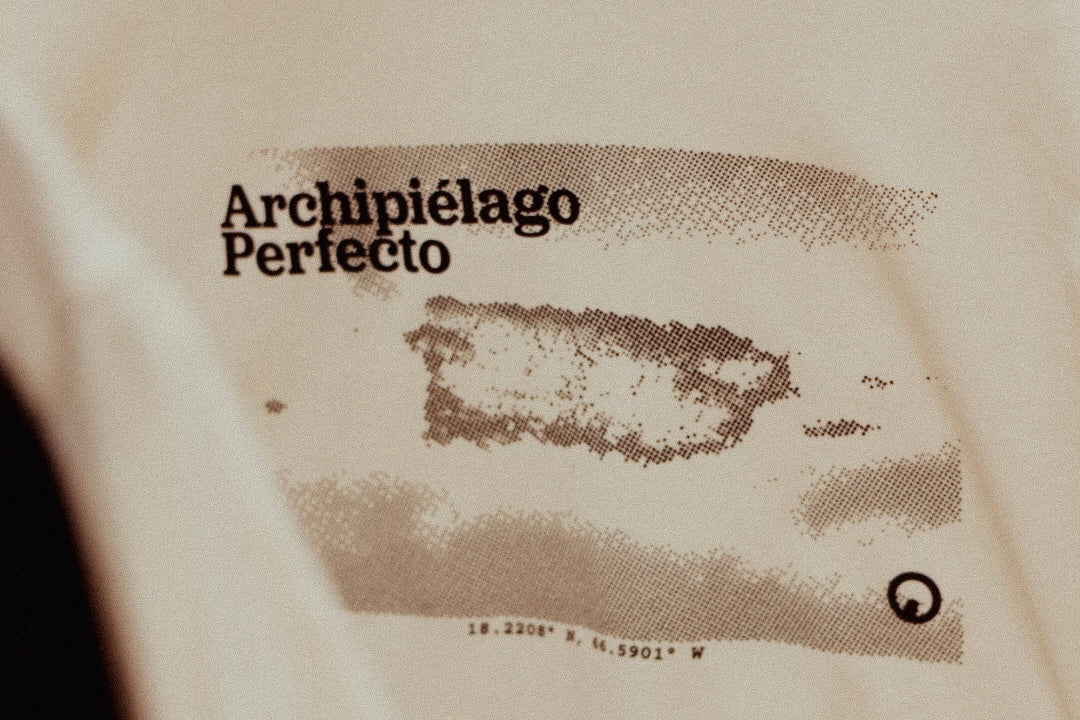 Archipiélago
Perfecto
18.2208° N, 66.5901° W